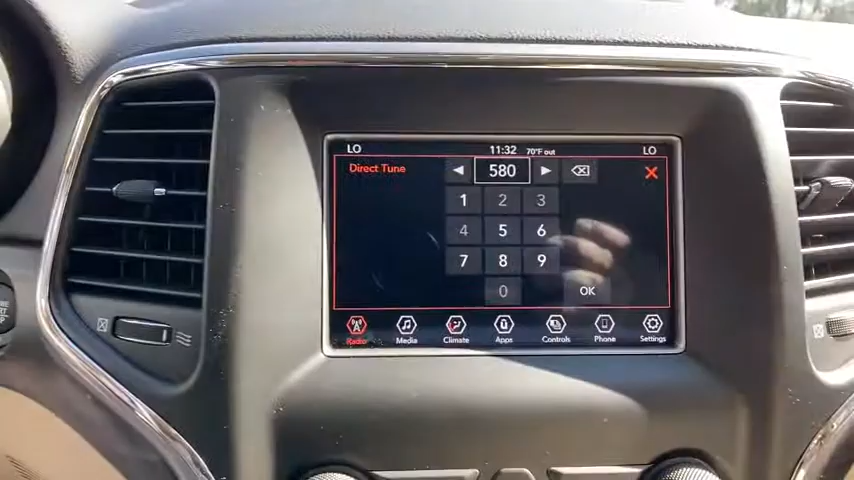 LO 11:32 70°F out LO
Direct Tune 580
1 2 3
4 5 6
7 8 9
0 OK
Radio Media Climate Apps Controls Phone Settings